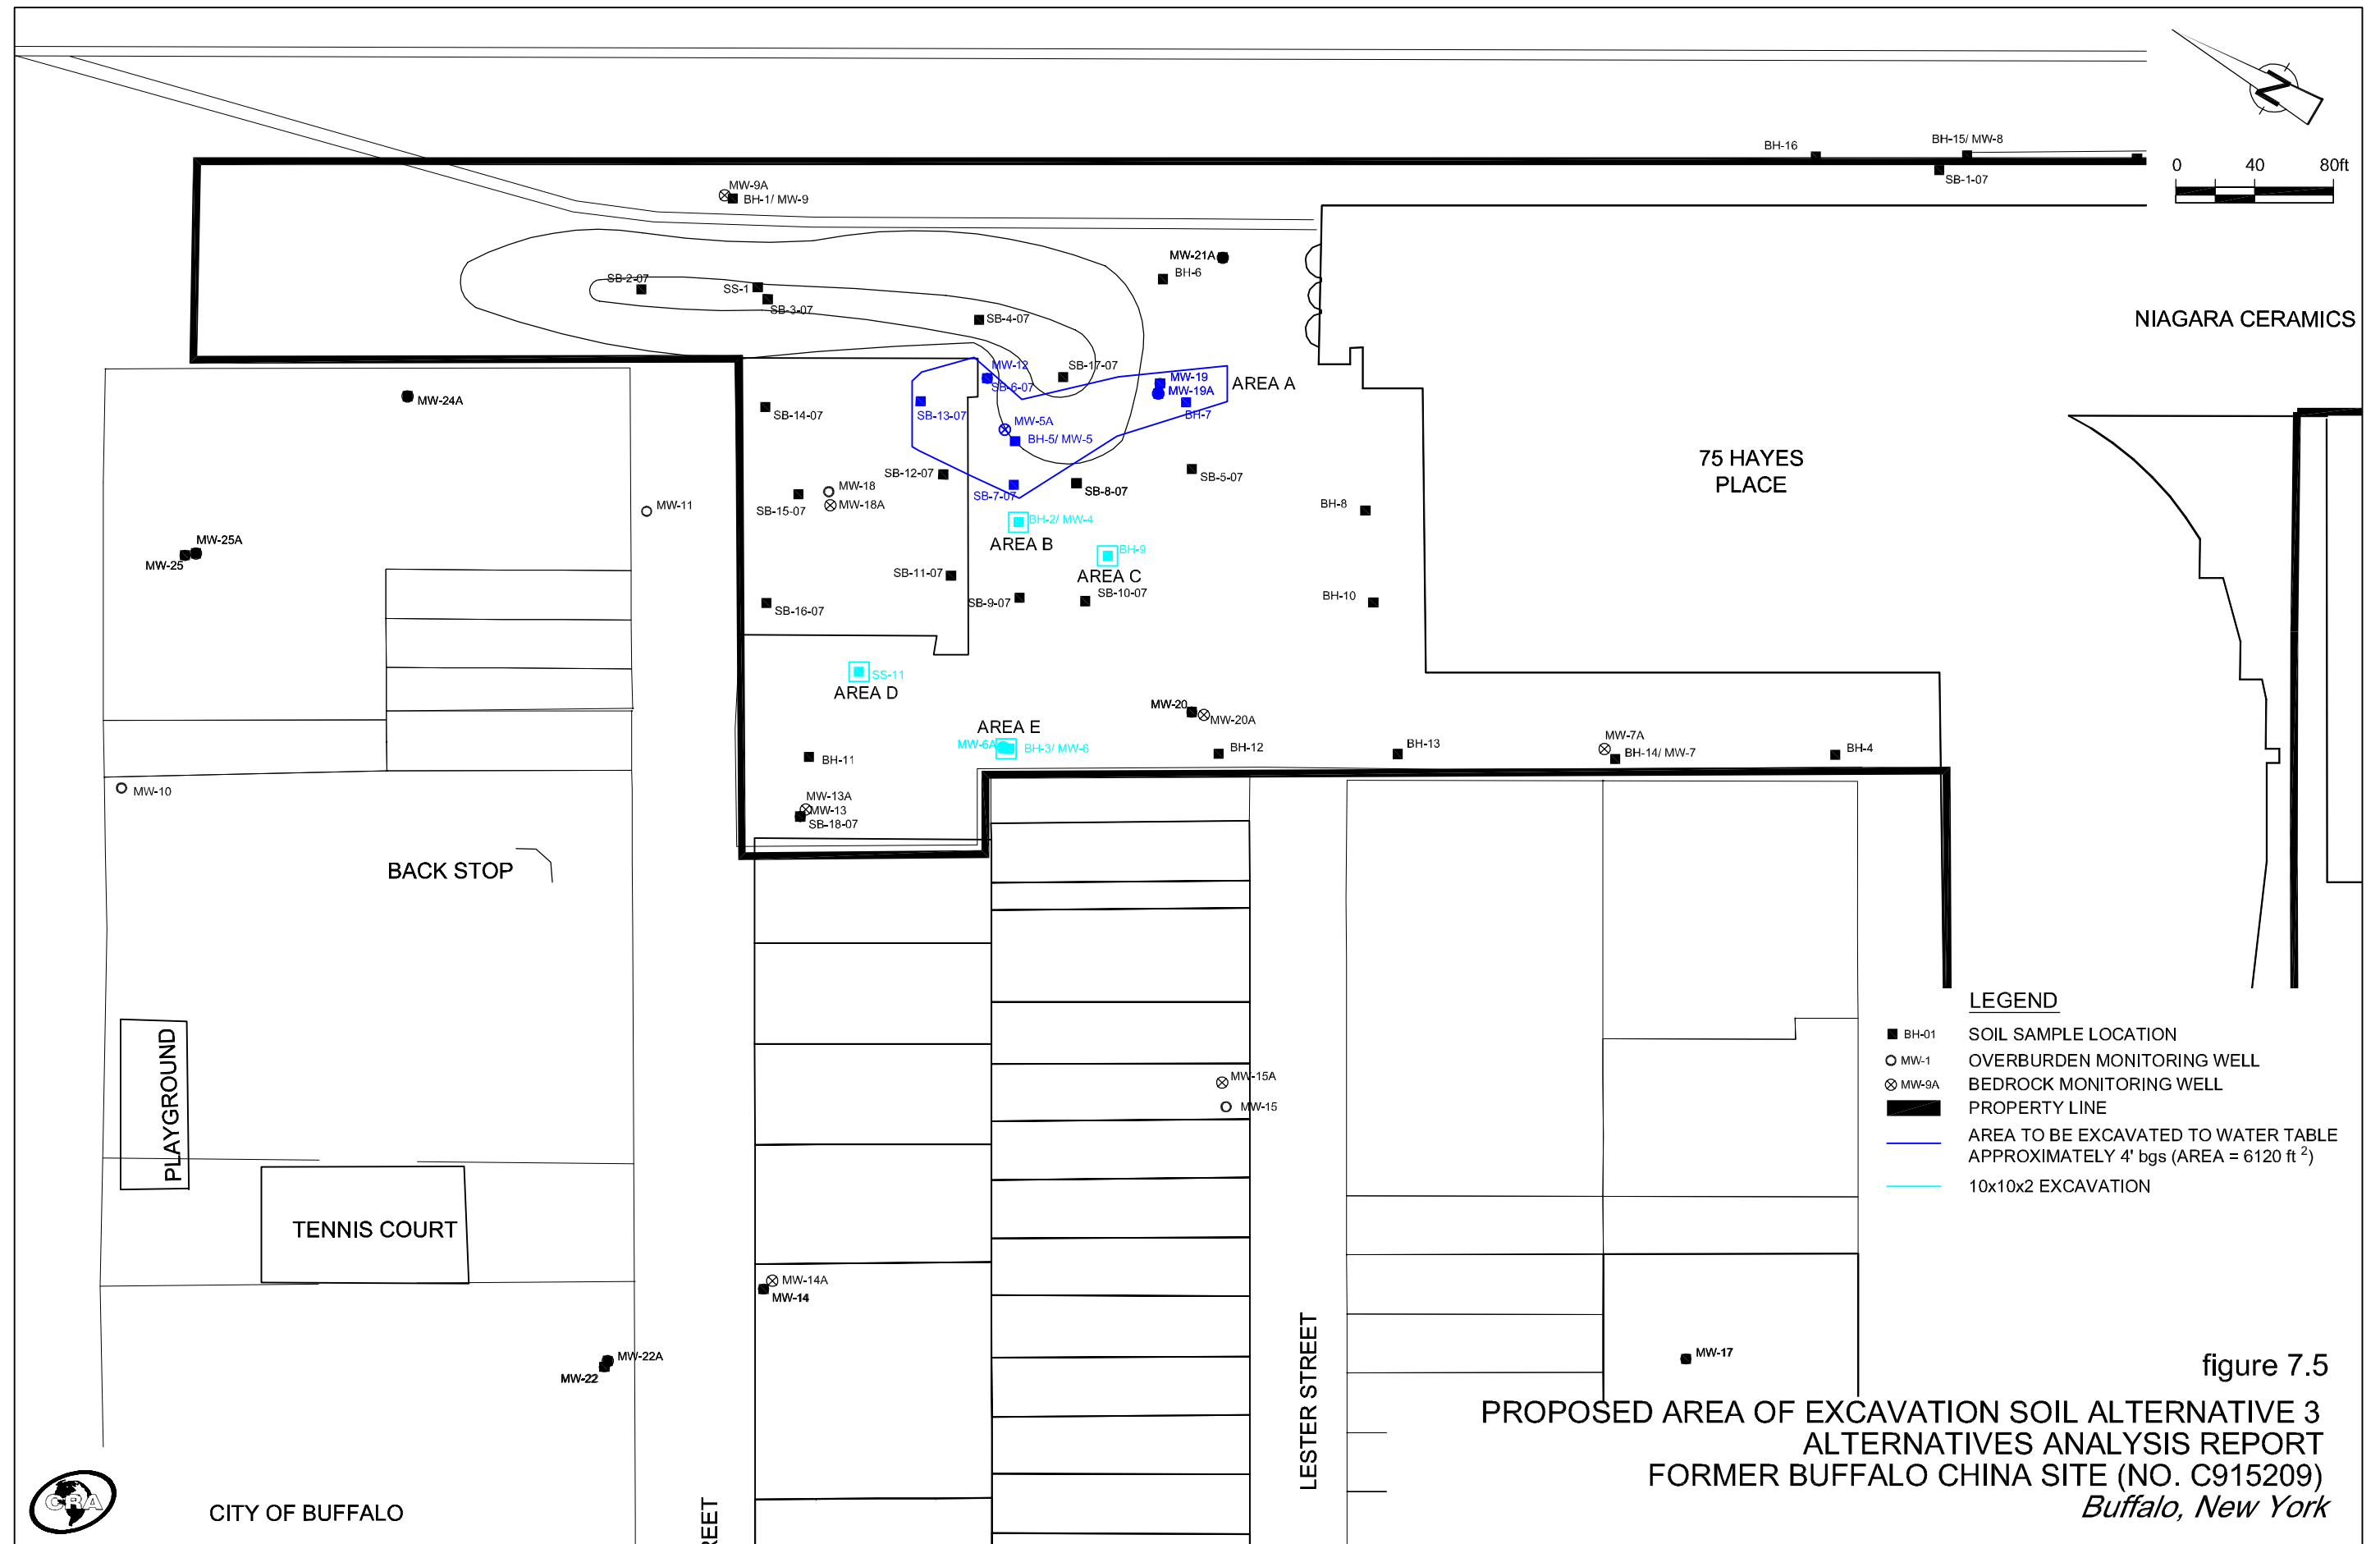 BH-16
BH-15/ MW-8
SB-1-07
0 40 80ft
N
MW-9A
BH-1/ MW-9
MW-21A
BH-6
SB-2-07
SS-1
SB-3-07
SB-4-07
NIAGARA CERAMICS
MW-12
SB-6-07
SB-17-07
MW-19
MW-19A
BH-7
AREA A
MW-24A
SB-14-07
SB-13-07
MW-5A
BH-5/ MW-5
75 HAYES
PLACE
SB-12-07
MW-18
MW-18A
SB-15-07
SB-7-07
SB-8-07
SB-5-07
MW-11
BH-8
BH-2/ MW-4
AREA B
MW-25A
MW-25
BH-9
AREA C
SB-11-07
SB-9-07
SB-10-07
BH-10
SB-16-07
SS-11
AREA D
MW-20
MW-20A
AREA E
MW-6A
BH-3/ MW-6
BH-12
BH-13
MW-7A
BH-14/ MW-7
BH-4
BH-11
MW-10
MW-13A
MW-13
SB-18-07
BACK STOP
LEGEND
BH-01 SOIL SAMPLE LOCATION
MW-1 OVERBURDEN MONITORING WELL
MW-9A BEDROCK MONITORING WELL
PROPERTY LINE
AREA TO BE EXCAVATED TO WATER TABLE
APPROXIMATELY 4' bgs (AREA = 6120 ft 2)
10x10x2 EXCAVATION
PLAYGROUND
MW-15A
MW-15
TENNIS COURT
MW-14A
MW-14
MW-22A
MW-22
LESTER STREET
MW-17
figure 7.5
PROPOSED AREA OF EXCAVATION SOIL ALTERNATIVE 3
ALTERNATIVES ANALYSIS REPORT
FORMER BUFFALO CHINA SITE (NO. C915209)
Buffalo, New York
CRA
CITY OF BUFFALO
REET